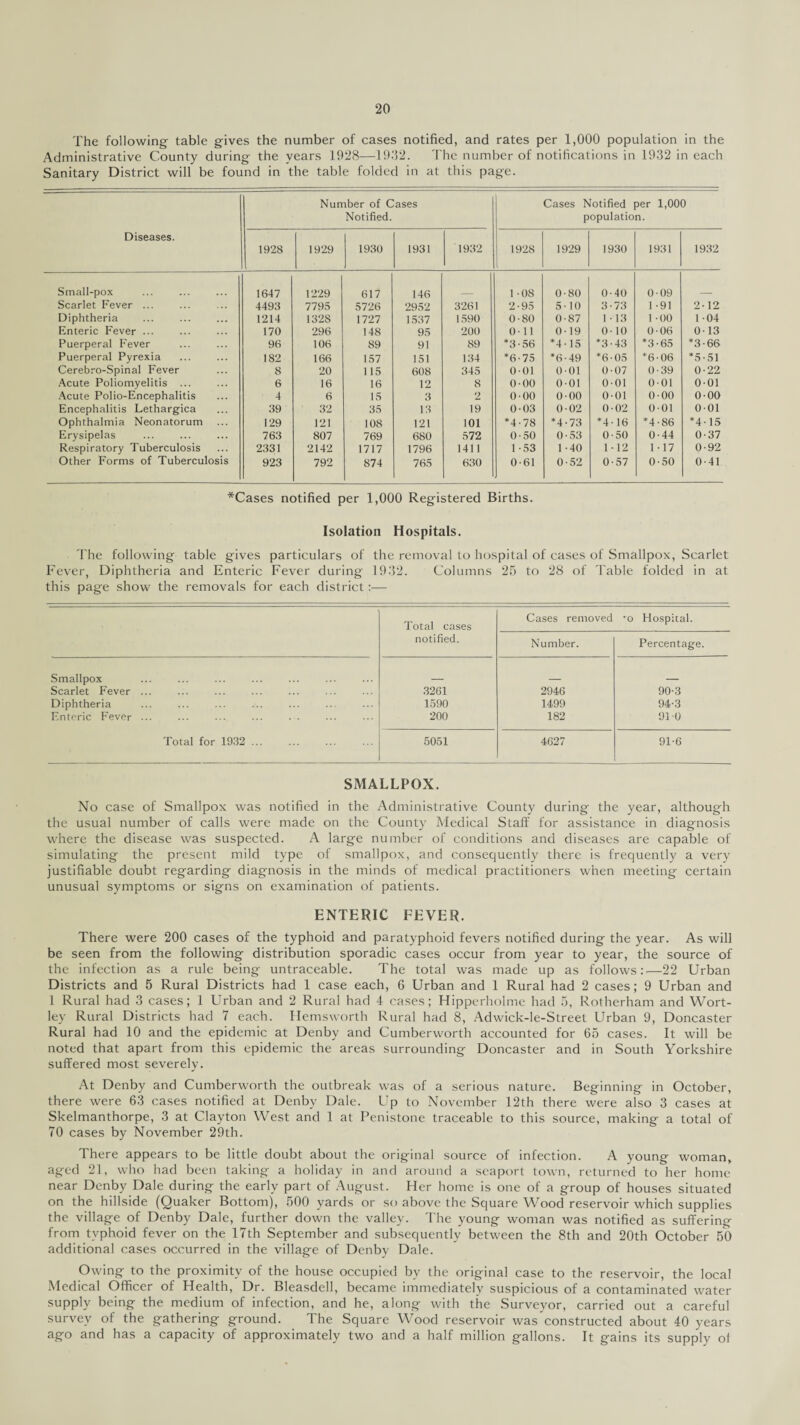 20
The following table gives the number of cases notified, and rates per 1,000 population in the
Administrative County during the years 1928—1932. The number of notifications in 1932 in each
Sanitary District will be found in the table folded in at this page.
Diseases. Number of Cases Notified. Cases Notified per 1,000 population.
1928 1929 1930 1931 1932 1928 1929 1930 1931 1932
Small-pox ... ... ... 1647 1229 617 146 — 1·08 0·80 0·40 0·09 —
Scarlet Fever ... ... ... 4493 7795 5726 2952 3261 2·95 5·10 3·73 1·91 2·12
Diphtheria ... ... ... 1214 1328 1727 1537 1590 0·80 0·87 1·13 1·00 1·04
Enteric Fever ... ... ... 170 296 148 95 200 0·11 0·19 0·10 0·06 0·13
Puerperal Fever ... ... 96 106 89 91 89 *3·56 *4·15 *3·43 *3·65 *3·66
Puerperal Pyrexia ... ... 182 166 157 151 134 *6·75 *6·49 *6·05 *6·06 *5·51
Cerebro-Spinal Fever ... 8 20 115 608 345 0·01 0·01 0·07 0·39 0·22
Acute Poliomyelitis ... ... 6 16 16 12 8 0·00 0·01 0·01 0·01 0·01
Acute Polio-Encephalitis ... 4 6 15 3 2 0·00 0·00 0·01 0·00 0·00
Encephalitis Lethargica ... 39 32 35 13 19 0·03 0·02 0·02 0·01 0·01
Ophthalmia Neonatorum ... 129 121 108 121 101 *4·78 *4·73 *4·16 *4·86 *4·15
Erysipelas ... ... ... 763 807 769 680 572 0·50 0·53 0·50 0·44 0·37
Respiratory Tuberculosis ... 2331 2142 1717 1796 1411 1·53 1·40 1·12 1·17 0·92
Other Forms of Tuberculosis 923 792 874 765 630 0·61 0·52 0·57 0·50 0·41
*Cases notified per 1,000 Registered Births.
Isolation Hospitals.
The following table gives particulars of the removal to hospital of cases of Smallpox, Scarlet
Fever, Diphtheria and Enteric Fever during 1932. Columns 25 to 28 of Table folded in at
this page show the removals for each district :—
Total cases notified. Cases removed to Hospital.
Number. Percentage.
Smallpox ... ... ... ... ... ... ... — — —
Scarlet Fever ... ... ... ... ... ... ... 3261 2946 90·3
Diphtheria ... ... ... ... ... ... ... 1590 1499 94·3
Enteric Fever ... ... ... ... ... ... ... 200 182 91·0
Total for 1932 ... ... ... ... 5051 4627 91·6
SMALLPOX.
No case of Smallpox was notified in the Administrative County during the year, although
the usual number of calls were made on the County Medical Staff for assistance in diagnosis
where the disease was suspected. A large number of conditions and diseases are capable of
simulating the present mild type of smallpox, and consequently there is frequently a very
justifiable doubt regarding diagnosis in the minds of medical practitioners when meeting certain
unusual symptoms or signs on examination of patients.
ENTERIC FEVER.
There were 200 cases of the typhoid and paratyphoid fevers notified during the year. As will
be seen from the following distribution sporadic cases occur from year to year, the source of
the infection as a rule being untraceable. The total was made up as follows :—22 Urban
Districts and 5 Rural Districts had 1 case each, 6 Urban and 1 Rural had 2 cases; 9 Urban and
1 Rural had 3 cases; 1 Urban and 2 Rural had 4 cases; Hipperholme had 5, Rotherham and Wort-
ley Rural Districts had 7 each. Hemsworth Rural had 8, Adwick-le-Street Urban 9, Doncaster
Rural had 10 and the epidemic at Denby and Cumberworth accounted for 65 cases. It will be
noted that apart from this epidemic the areas surrounding Doncaster and in South Yorkshire
suffered most severely.
At Denby and Cumberworth the outbreak was of a serious nature. Beginning in October,
there were 63 cases notified at Denby Dale. Up to November 12th there were also 3 cases at
Skelmanthorpe, 3 at Clayton West and 1 at Penistone traceable to this source, making a total of
70 cases by November 29th.
There appears to be little doubt about the original source of infection. A young woman,
aged 21, who had been taking a holiday in and around a seaport town, returned to her home
near Denby Dale during the early part of August. Her home is one of a group of houses situated
on the hillside (Quaker Bottom), 500 yards or so above the Square Wood reservoir which supplies
the village of Denby Dale, further down the valley. The young woman was notified as suffering
from typhoid fever on the 17th September and subsequently between the 8th and 20th October 50
additional cases occurred in the village of Denby Dale.
Owing to the proximity of the house occupied by the original case to the reservoir, the local
Medical Officer of Health, Dr. Bleasdell, became immediately suspicious of a contaminated water
supply being the medium of infection, and he, along with the Surveyor, carried out a careful
survey of the gathering ground. The Square Wood reservoir was constructed about 40 years
ago and has a capacity of approximately two and a half million gallons. It gains its supply of